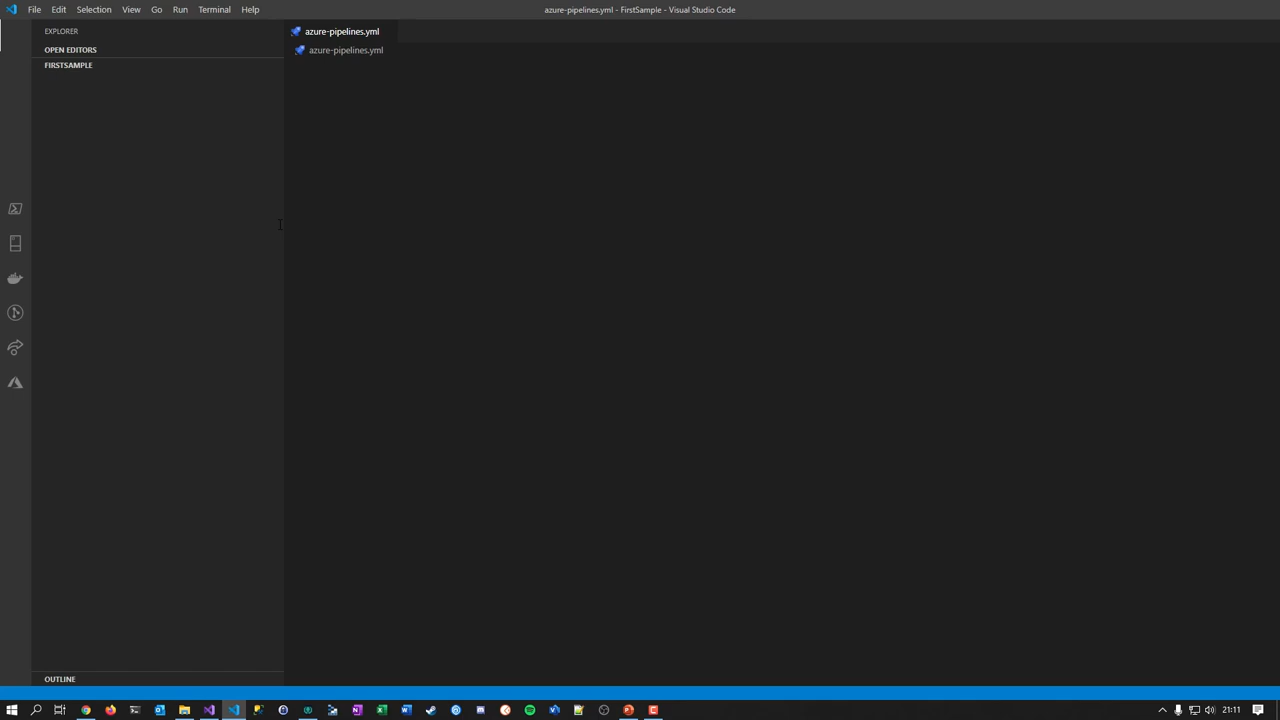 File Edit Selection View Go Run Terminal Help
azure-pipelines.yml - FirstSample - Visual Studio Code
EXPLORER
azure-pipelines.yml
OPEN EDITORS
azure-pipelines.yml
FIRSTSAMPLE
OUTLINE
21:11